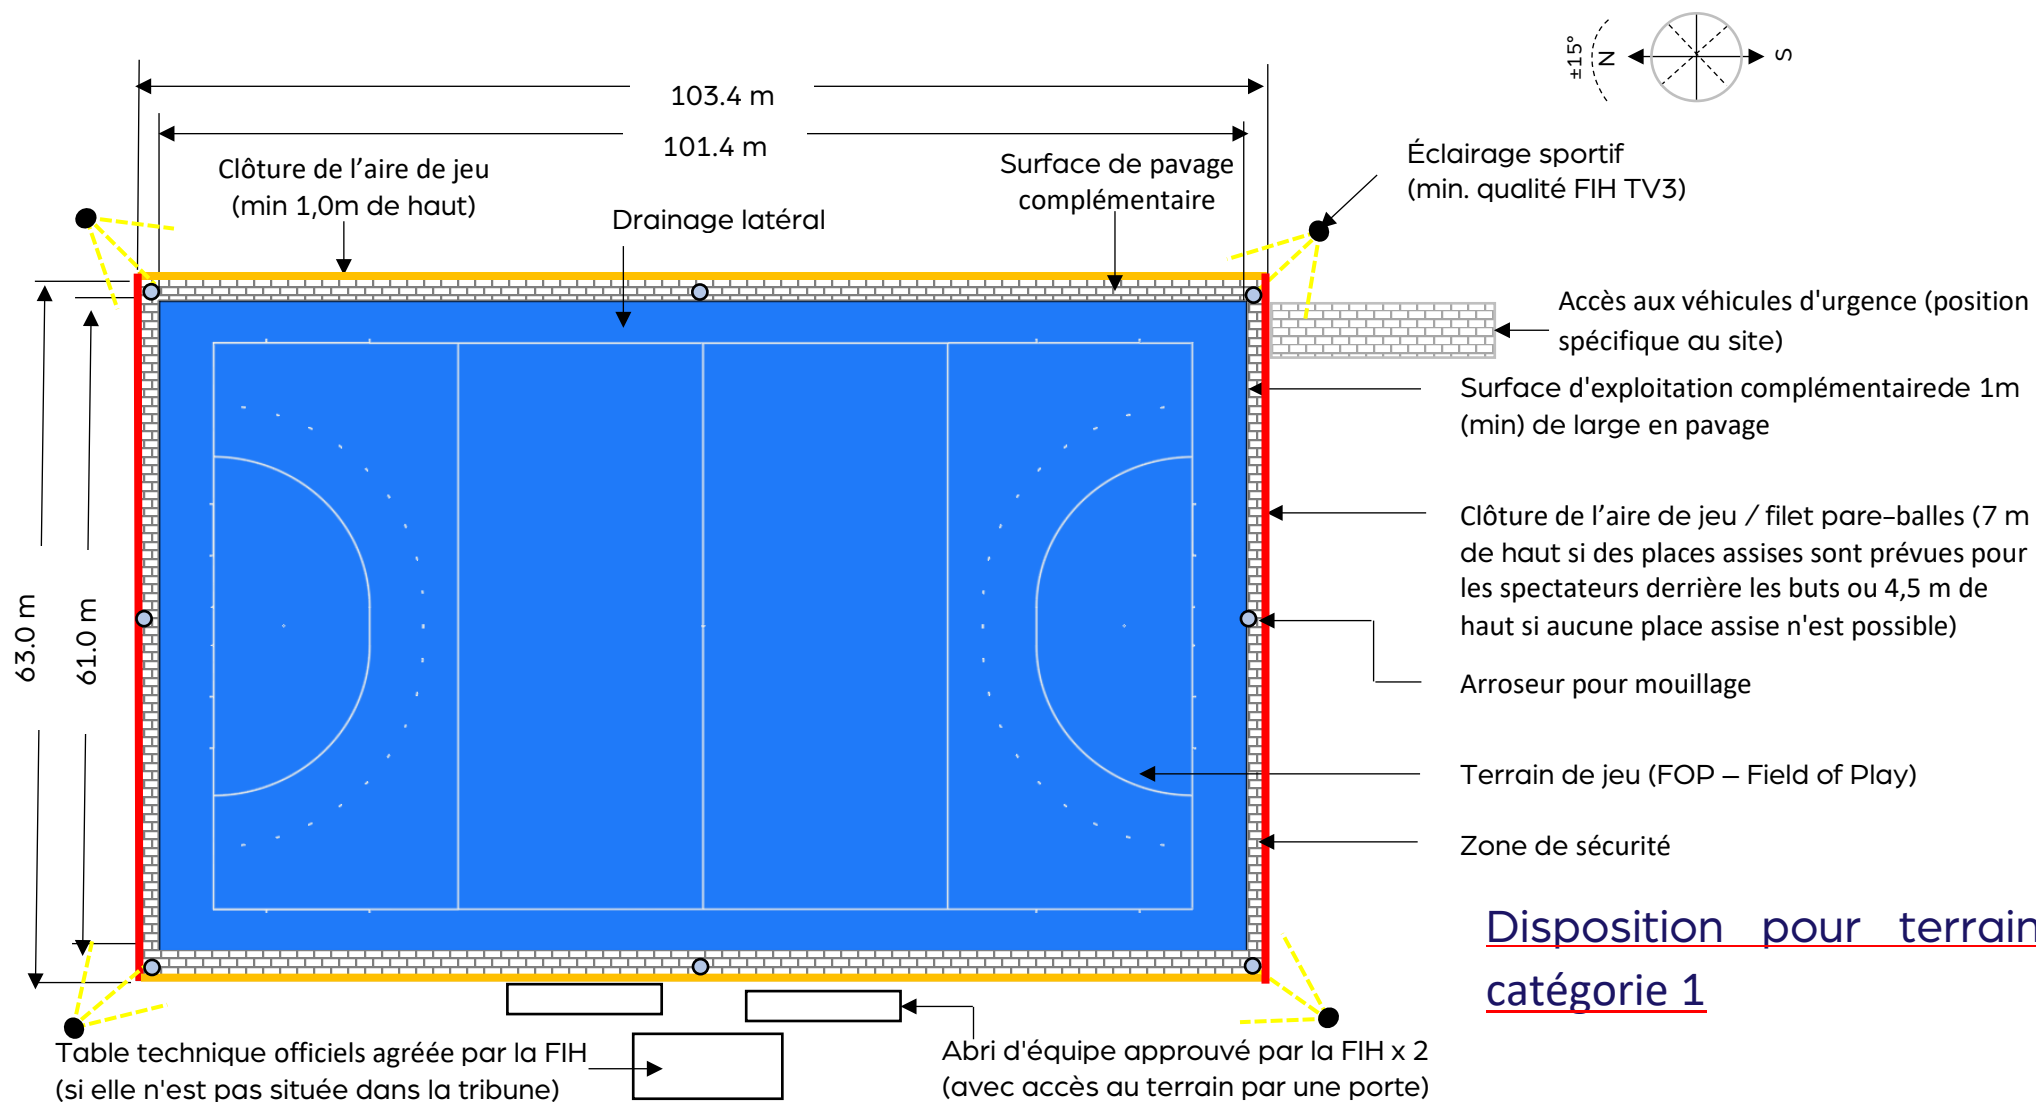 ±15°
N
S
103.4 m
101.4 m
Clôture de l’aire de jeu
(min 1,0m de haut)
Drainage latéral
Surface de pavage
complémentaire
Éclairage sportif
(min. qualité FIH TV3)
Accès aux véhicules d'urgence (position
spécifique au site)
Surface d'exploitation complémentairede 1m
(min) de large en pavage
Clôture de l’aire de jeu / filet pare-balles (7 m
de haut si des places assises sont prévues pour
les spectateurs derrière les buts ou 4,5 m de
haut si aucune place assise n'est possible)
63.0 m
61.0 m
Arroseur pour mouillage
Terrain de jeu (FOP – Field of Play)
Zone de sécurité
Disposition pour terrain
catégorie 1
Table technique officiels agréée par la FIH
(si elle n'est pas située dans la tribune)
Abri d'équipe approuvé par la FIH x 2
(avec accès au terrain par une porte)